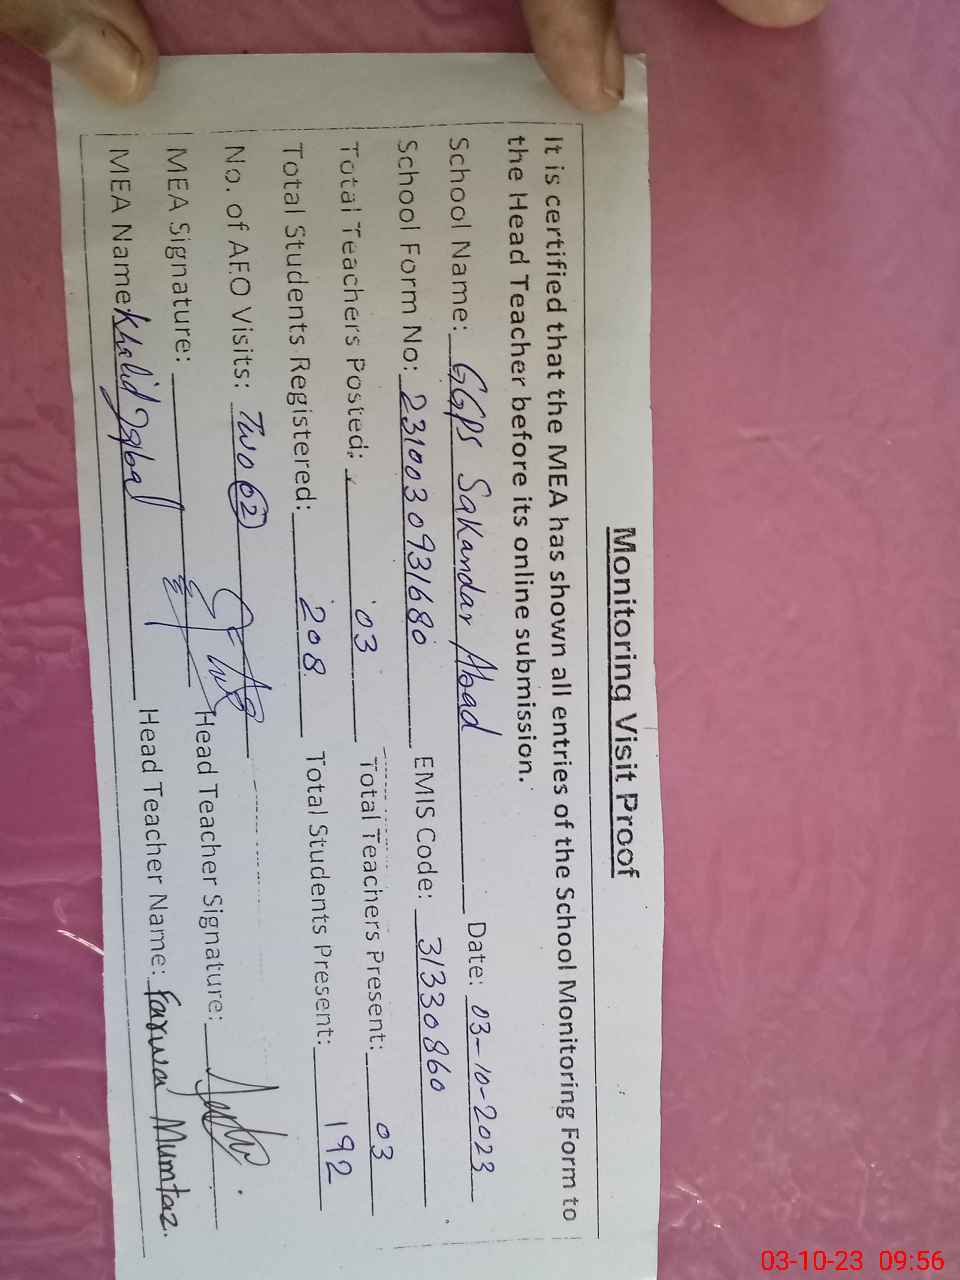 Monitoring Visit Proof
It is certified that the MEA has shown all entries of the School Monitoring Form to
the Head Teacher before its online submission.
School Name: GGPS Sakandar Abad Date: 03-10-2023
School Form No: 2310030931680 EMIS Code: 31330860
Total Teachers Posted: 03 Total Teachers Present: 03
Total Students Registered: 208 Total Students Present: 192
No. of AEO Visits: Two 02
MEA Signature: Head Teacher Signature:
MEA Name: Khalid Iqbal Head Teacher Name: Farwa Mumtaz.
03-10-23 09:56